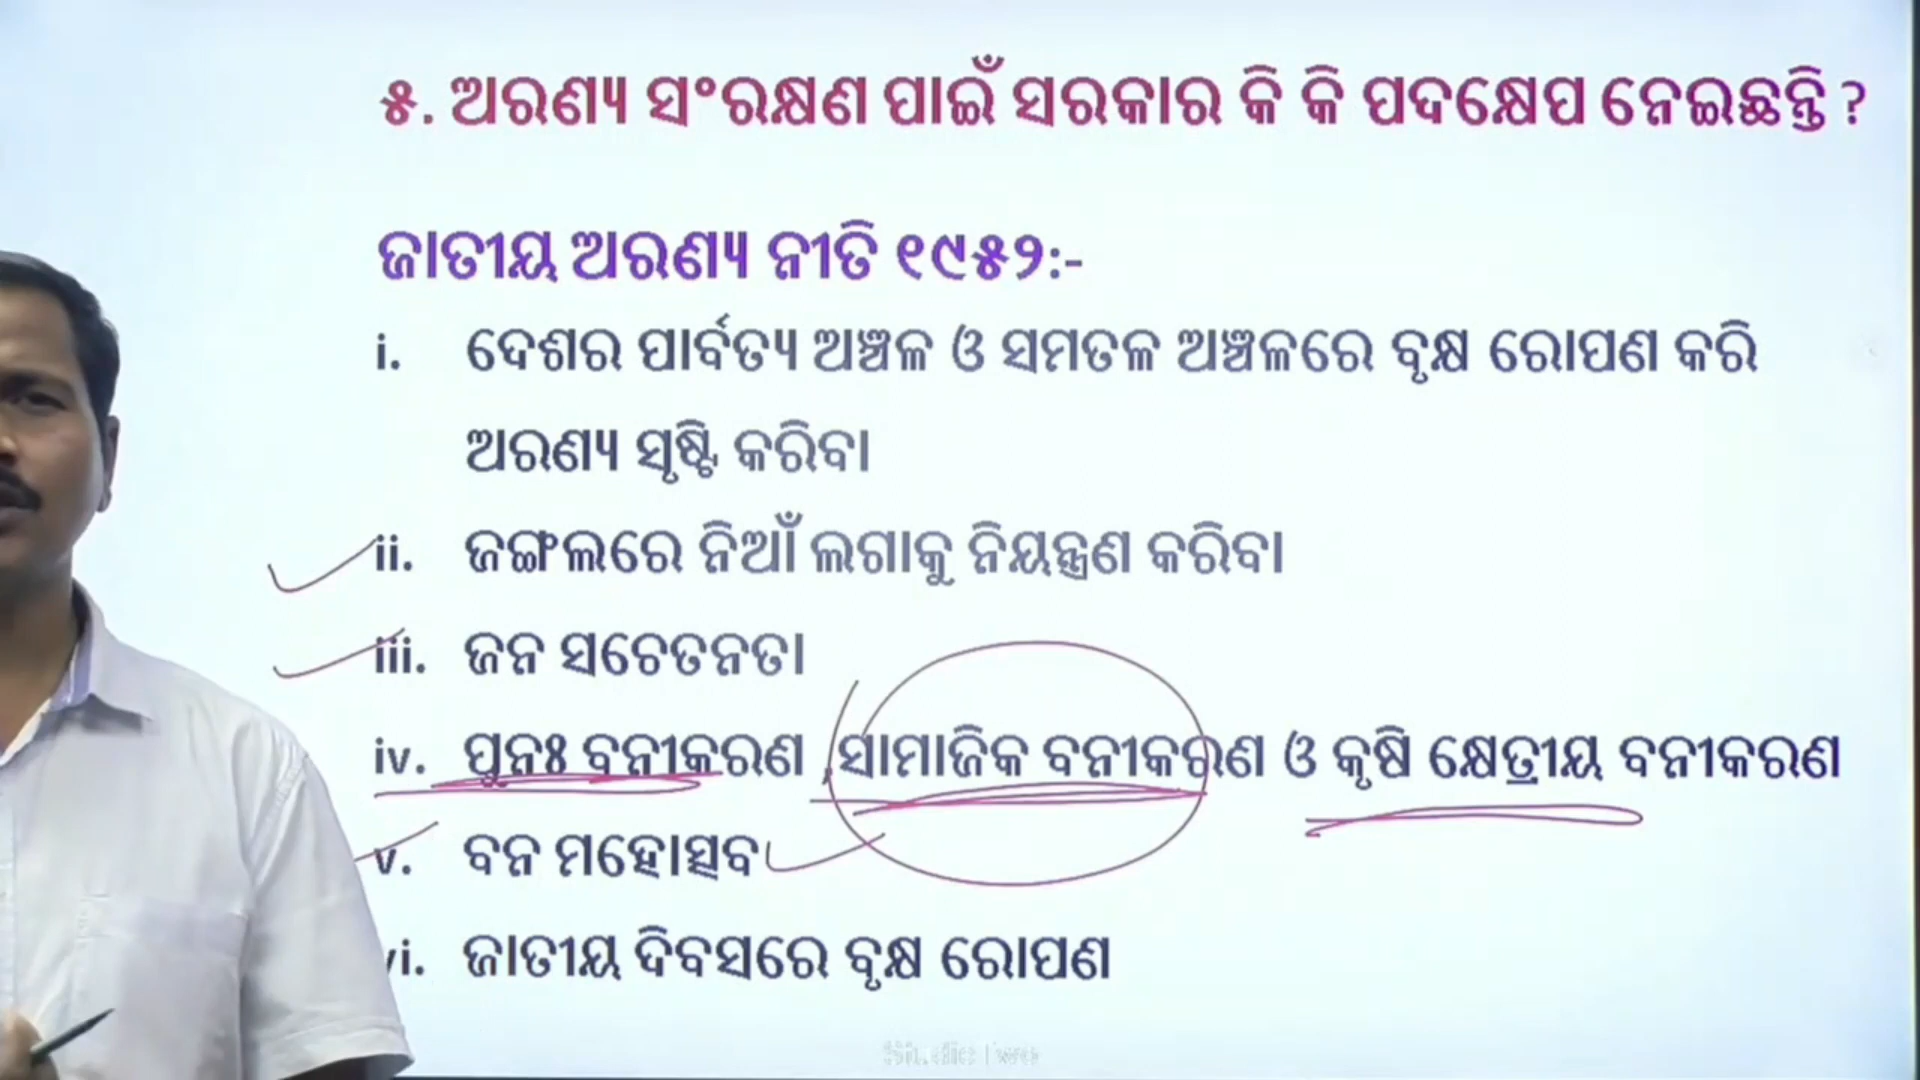 ୫. ଅରଣ୍ୟ ସଂରକ୍ଷଣ ପାଇଁ ସରକାର କି କି ପଦକ୍ଷେପ ନେଇଛନ୍ତି ?
ଜାତୀୟ ଅରଣ୍ୟ ନୀତି ୧୯୫୨:-
i. ଦେଶର ପାର୍ବତ୍ୟ ଅଞ୍ଚଳ ଓ ସମତଳ ଅଞ୍ଚଳରେ ବୃକ୍ଷ ରୋପଣ କରି
ଅରଣ୍ୟ ସୃଷ୍ଟି କରିବା
ii. ଜଙ୍ଗଲରେ ନିଆଁ ଲଗାକୁ ନିୟନ୍ତ୍ରଣ କରିବା
iii. ଜନ ସଚେତନତା
iv. ପୁନଃ ବନୀକରଣ , ସାମାଜିକ ବନୀକରଣ ଓ କୃଷି କ୍ଷେତ୍ରୀୟ ବନୀକରଣ
v. ବନ ମହୋତ୍ସବ
vi. ଜାତୀୟ ଦିବସରେ ବୃକ୍ଷ ରୋପଣ